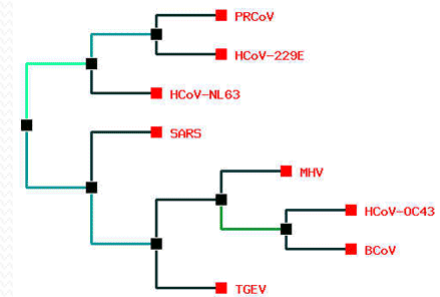 PRCoV
HCoV-229E
HCoV-NL63
SARS
MHV
HCoV-OC43
BCoV
TGEV